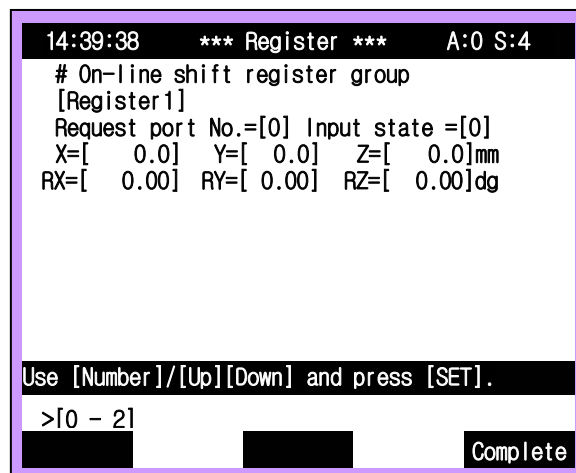 14:39:38 *** Register *** A:0 S:4
# On-line shift register group
[Register1]
Request port No.=[0] Input state =[0]
X=[ 0.0] Y=[ 0.0] Z=[ 0.0]mm
RX=[ 0.00] RY=[ 0.00] RZ=[ 0.00]dg
Use [Number]/[Up][Down] and press [SET].
>[0 - 2]
Complete